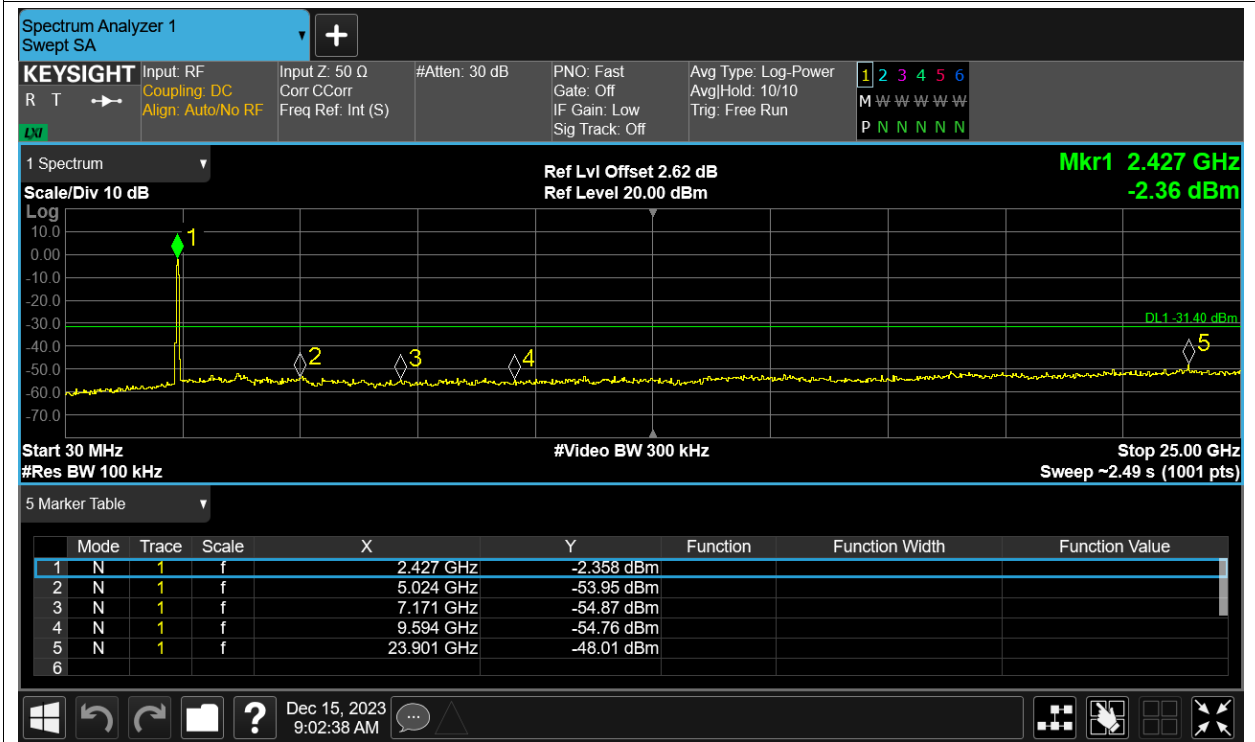 Spectrum Analyzer 1
Swept SA
+
KEYSIGHT
R T
LXI
Input: RF
Coupling: DC
Align: Auto/No RF
Input Z: 50 Ω
Corr CCorr
Freq Ref: Int (S)
#Atten: 30 dB
PNO: Fast
Gate: Off
IF Gain: Low
Sig Track: Off
Avg Type: Log-Power
Avg|Hold: 10/10
Trig: Free Run
1 2 3 4 5 6
M W W W W W
P N N N N N
1 Spectrum
Scale/Div 10 dB
Ref Lvl Offset 2.62 dB
Ref Level 20.00 dBm
Mkr1 2.427 GHz
-2.36 dBm
Log
10.0
0.00
-10.0
-20.0
-30.0
-40.0
-50.0
-60.0
-70.0
1
2
3
4
5
DL1 -31.40 dBm
Start 30 MHz
#Res BW 100 kHz
#Video BW 300 kHz
Stop 25.00 GHz
Sweep ~2.49 s (1001 pts)
5 Marker Table
Mode Trace Scale X Y Function Function Width Function Value
1 N 1 f 2.427 GHz -2.358 dBm
2 N 1 f 5.024 GHz -53.95 dBm
3 N 1 f 7.171 GHz -54.87 dBm
4 N 1 f 9.594 GHz -54.76 dBm
5 N 1 f 23.901 GHz -48.01 dBm
6
?
Dec 15, 2023
9:02:38 AM